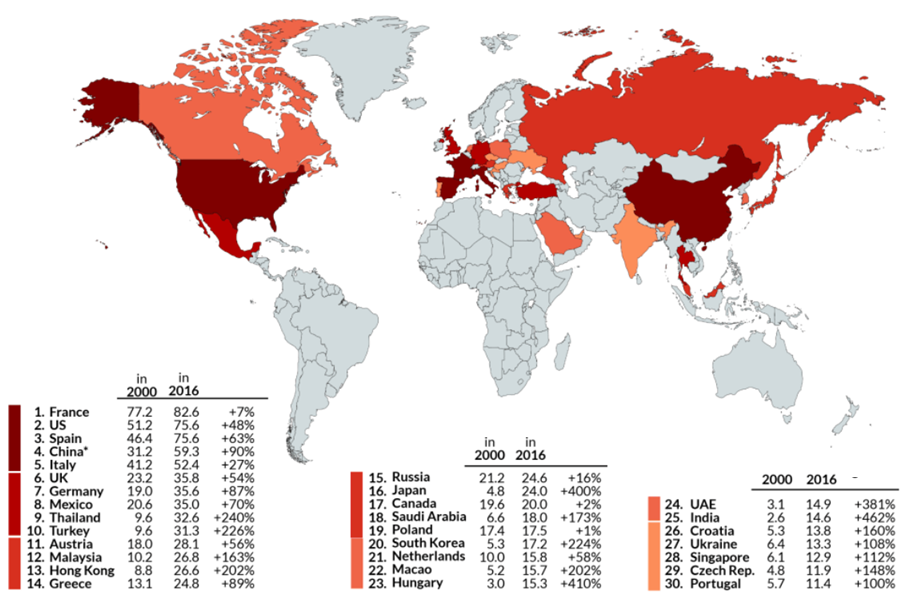 in in
2000 2016
1. France 77.2 82.6 +7%
2. US 51.2 75.6 +48%
3. Spain 46.4 75.6 +63%
4. China* 31.2 59.3 +90%
5. Italy 41.2 52.4 +27%
6. UK 23.2 35.8 +54%
7. Germany 19.0 35.6 +87%
8. Mexico 20.6 35.0 +70%
9. Thailand 9.6 32.6 +240%
10. Turkey 9.6 31.3 +226%
11. Austria 18.0 28.1 +56%
12. Malaysia 10.2 26.8 +163%
13. Hong Kong 8.8 26.6 +202%
14. Greece 13.1 24.8 +89%
in in
2000 2016
15. Russia 21.2 24.6 +16%
16. Japan 4.8 24.0 +400%
17. Canada 19.6 20.0 +2%
18. Saudi Arabia 6.6 18.0 +173%
19. Poland 17.4 17.5 +1%
20. South Korea 5.3 17.2 +224%
21. Netherlands 10.0 15.8 +58%
22. Macao 5.2 15.7 +202%
23. Hungary 3.0 15.3 +410%
2000 2016 -
24. UAE 3.1 14.9 +381%
25. India 2.6 14.6 +462%
26. Croatia 5.3 13.8 +160%
27. Ukraine 6.4 13.3 +108%
28. Singapore 6.1 12.9 +112%
29. Czech Rep. 4.8 11.9 +148%
30. Portugal 5.7 11.4 +100%